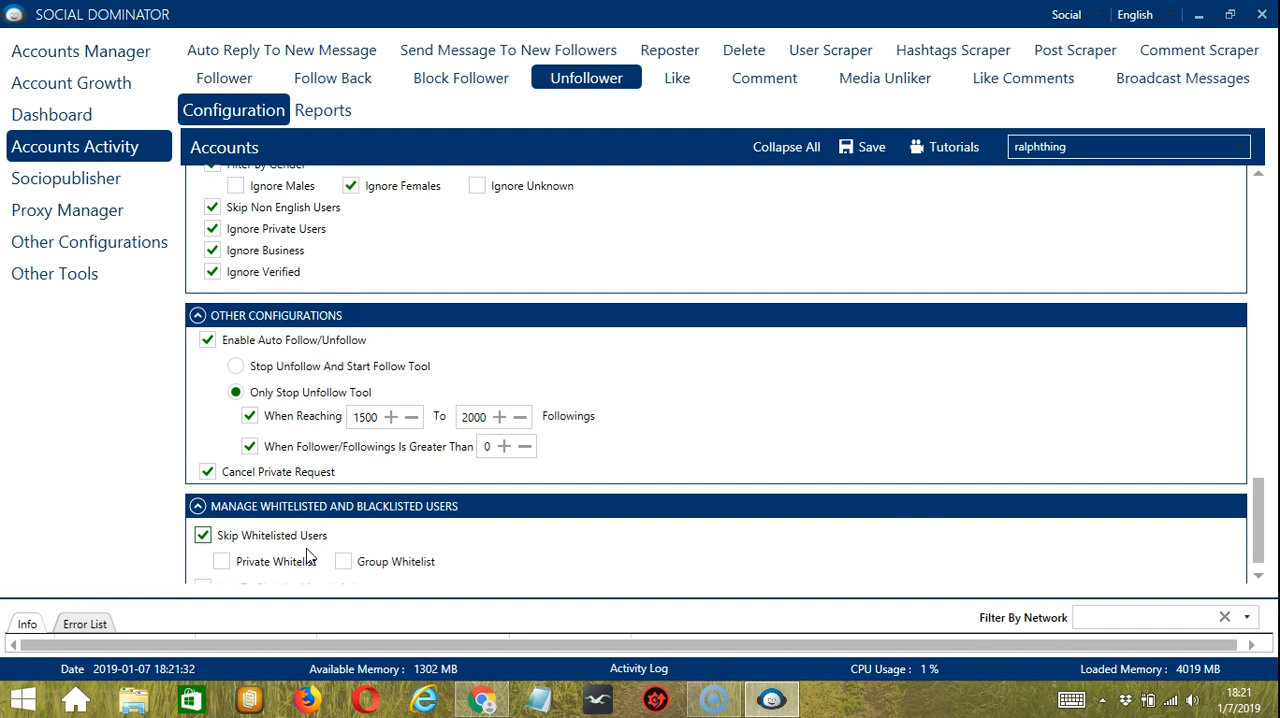 SOCIAL DOMINATOR
Social
English
Accounts Manager
Account Growth
Dashboard
Accounts Activity
Sociopublisher
Proxy Manager
Other Configurations
Other Tools
Auto Reply To New Message
Send Message To New Followers
Reposter
Delete
User Scraper
Hashtags Scraper
Post Scraper
Comment Scraper
Follower
Follow Back
Block Follower
Unfollower
Like
Comment
Media Unliker
Like Comments
Broadcast Messages
Configuration
Reports
Accounts
Collapse All
Save
Tutorials
ralphthing
Filter By Gender
Ignore Males
Ignore Females
Ignore Unknown
Skip Non English Users
Ignore Private Users
Ignore Business
Ignore Verified
OTHER CONFIGURATIONS
Enable Auto Follow/Unfollow
Stop Unfollow And Start Follow Tool
Only Stop Unfollow Tool
When Reaching 1500 To 2000 Followings
When Follower/Followings Is Greater Than 0
Cancel Private Request
MANAGE WHITELISTED AND BLACKLISTED USERS
Skip Whitelisted Users
Private Whitelist
Group Whitelist
Info
Error List
Filter By Network
Date 2019-01-07 18:21:32
Available Memory : 1302 MB
Activity Log
CPU Usage : 1 %
Loaded Memory : 4019 MB
18:21
1/7/2019